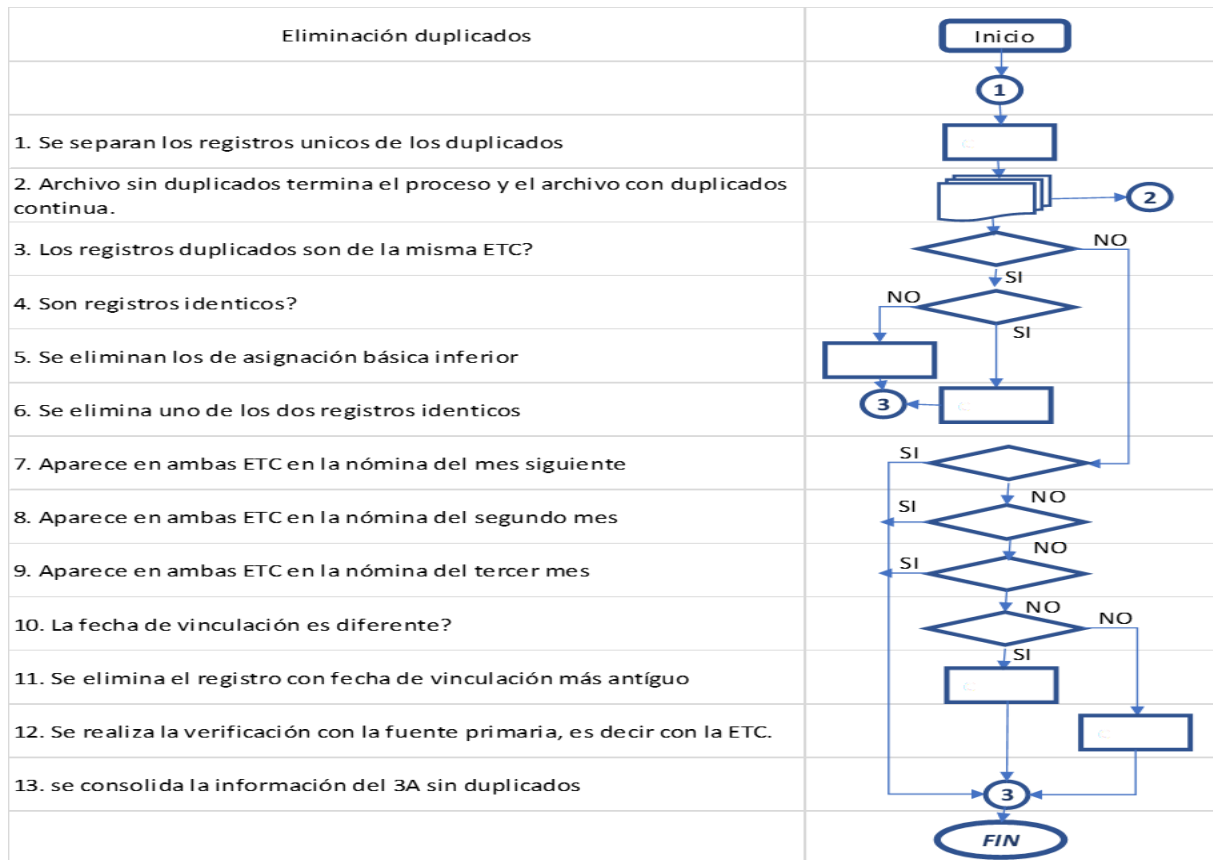 Eliminación duplicados
Inicio
1
1. Se separan los registros unicos de los duplicados
2. Archivo sin duplicados termina el proceso y el archivo con duplicados
continua.
2
3. Los registros duplicados son de la misma ETC?
NO
SI
4. Son registros identicos?
NO
SI
5. Se eliminan los de asignación básica inferior
6. Se elimina uno de los dos registros identicos
3
7. Aparece en ambas ETC en la nómina del mes siguiente
SI
NO
8. Aparece en ambas ETC en la nómina del segundo mes
SI
NO
9. Aparece en ambas ETC en la nómina del tercer mes
SI
NO
10. La fecha de vinculación es diferente?
NO
SI
11. Se elimina el registro con fecha de vinculación más antíguo
12. Se realiza la verificación con la fuente primaria, es decir con la ETC.
13. se consolida la información del 3A sin duplicados
3
FIN